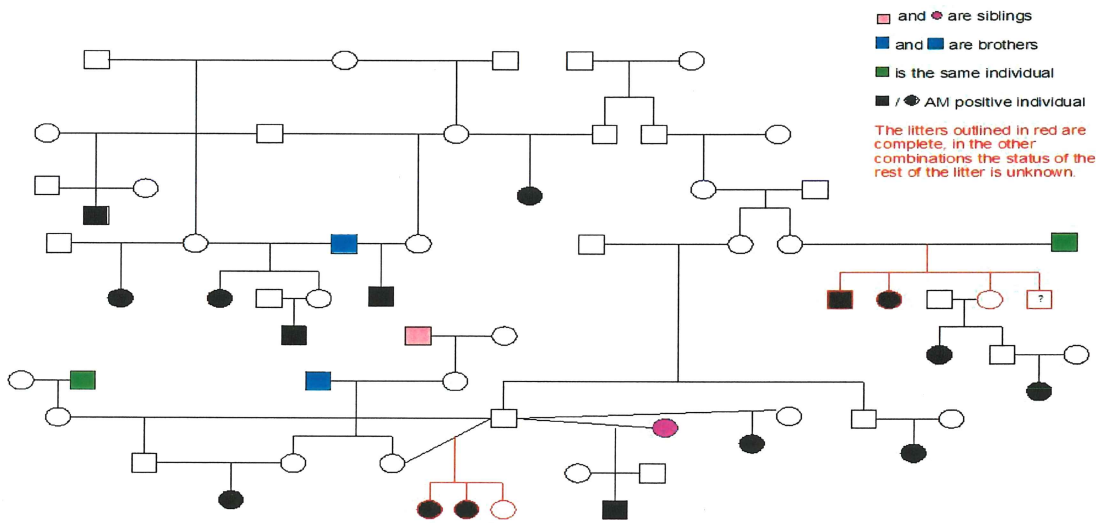 and are siblings
and are brothers
is the same individual
/ AM positive individual
The litters outlined in red are
complete, in the other
combinations the status of the
rest of the litter is unknown.
?